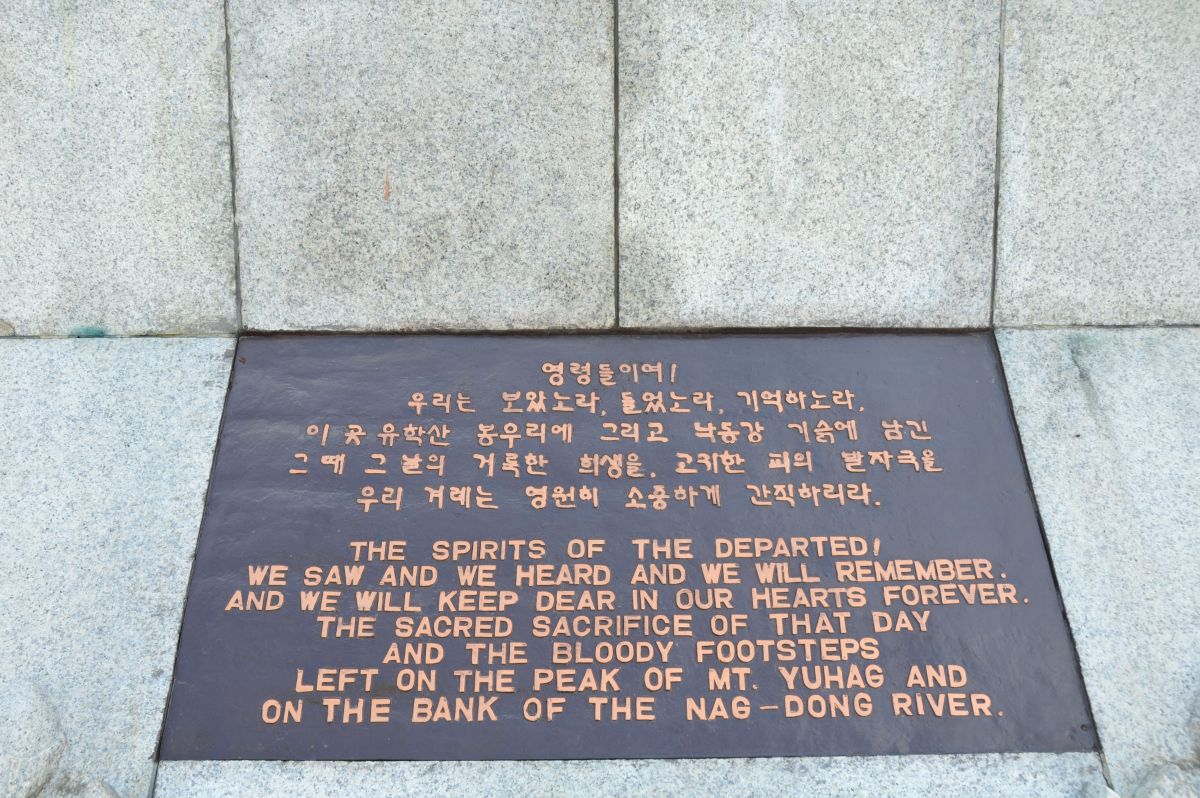 영령들이여!
우리는 보았노라, 들었노라, 기억하노라,
이 곳 유학산 봉우리에 그리고 낙동강 기슭에 남긴
그 때 그 날의 거룩한 희생을, 고귀한 피의 발자국을
우리 겨레는 영원히 소중하게 간직하리라.
THE SPIRITS OF THE DEPARTED!
WE SAW AND WE HEARD AND WE WILL REMEMBER.
AND WE WILL KEEP DEAR IN OUR HEARTS FOREVER.
THE SACRED SACRIFICE OF THAT DAY
AND THE BLOODY FOOTSTEPS
LEFT ON THE PEAK OF MT. YUHAG AND
ON THE BANK OF THE NAG-DONG RIVER.